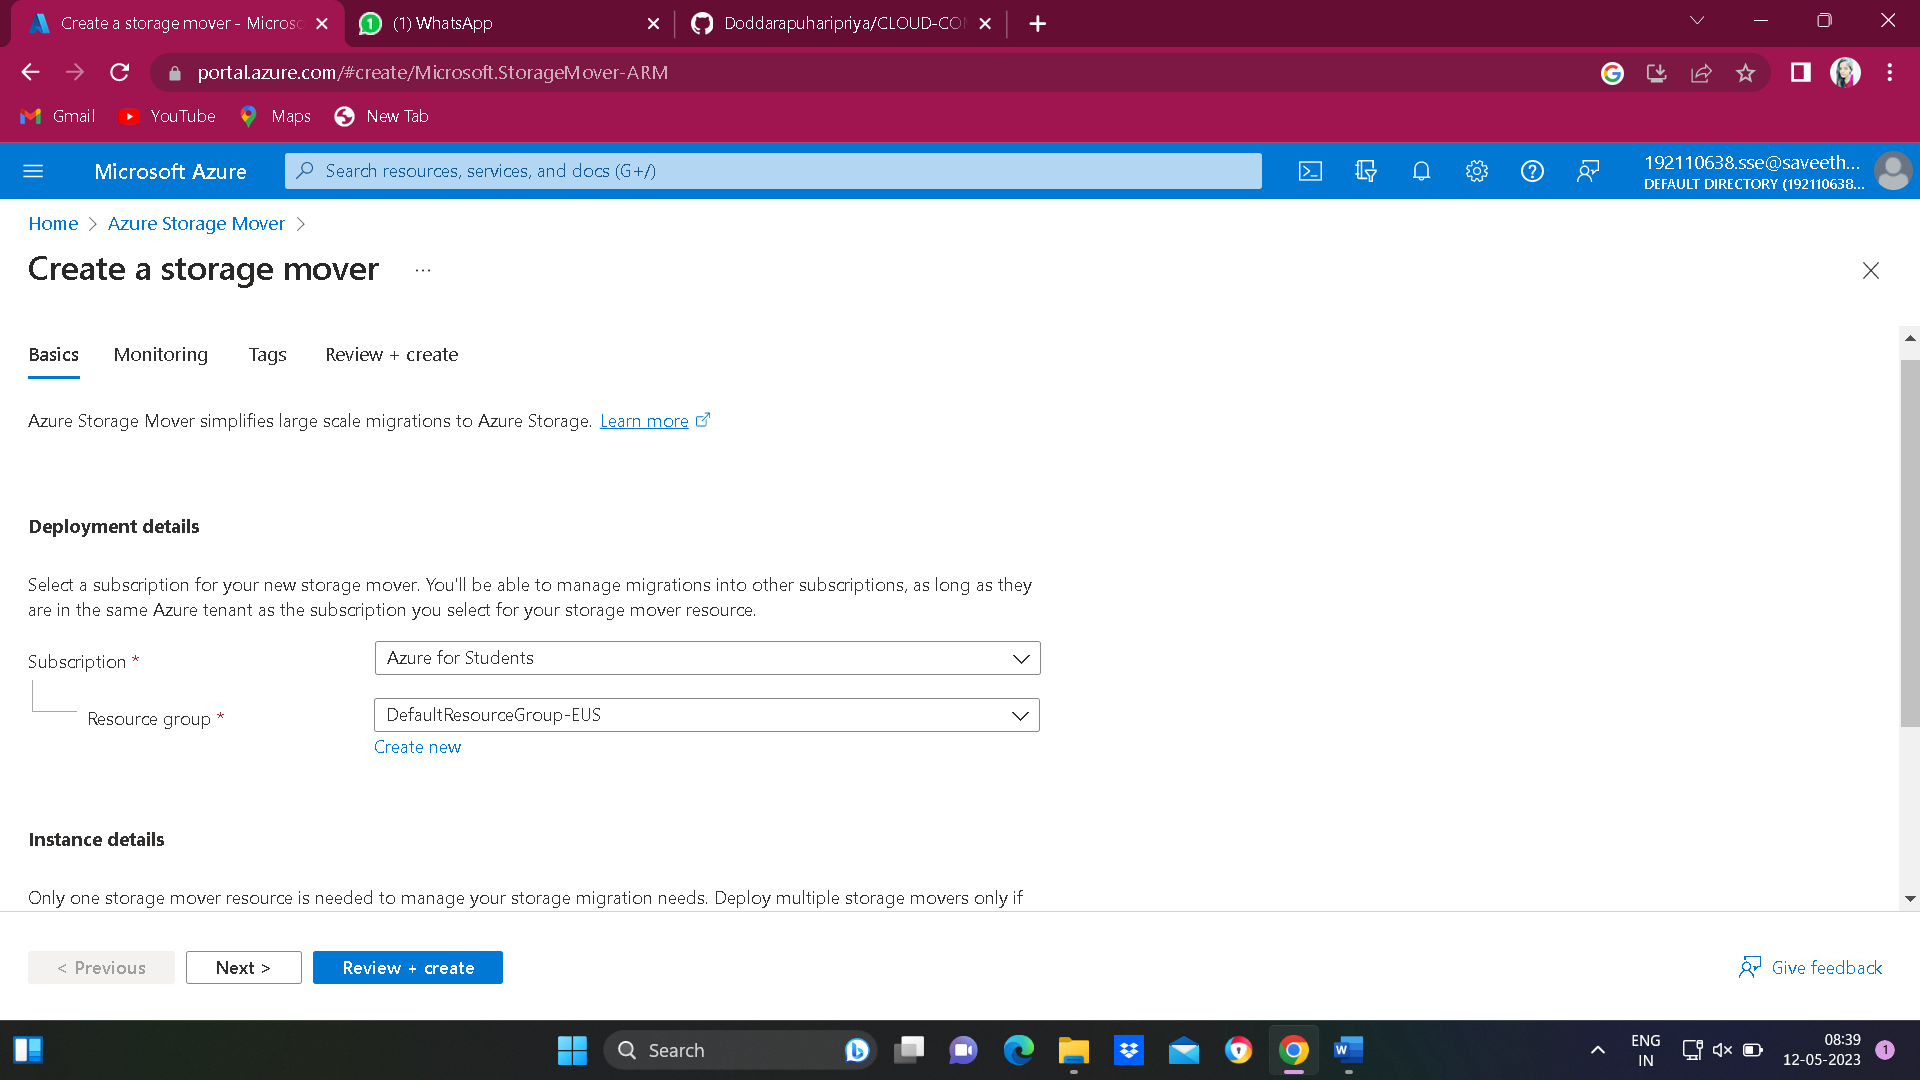 Create a storage mover - Micros
(1) WhatsApp
Doddarapuharipriya/CLOUD-CO
portal.azure.com/#create/Microsoft.StorageMover-ARM
Gmail
YouTube
Maps
New Tab
Microsoft Azure
Search resources, services, and docs (G+/)
192110638.sse@saveeth...
DEFAULT DIRECTORY (192110638...
Home > Azure Storage Mover >
Create a storage mover ...
Basics
Monitoring
Tags
Review + create
Azure Storage Mover simplifies large scale migrations to Azure Storage. Learn more
Deployment details
Select a subscription for your new storage mover. You'll be able to manage migrations into other subscriptions, as long as they
are in the same Azure tenant as the subscription you select for your storage mover resource.
Subscription *
Azure for Students
Resource group *
DefaultResourceGroup-EUS
Create new
Instance details
Only one storage mover resource is needed to manage your storage migration needs. Deploy multiple storage movers only if
< Previous
Next >
Review + create
Give feedback
Search
ENG
IN
08:39
12-05-2023
1